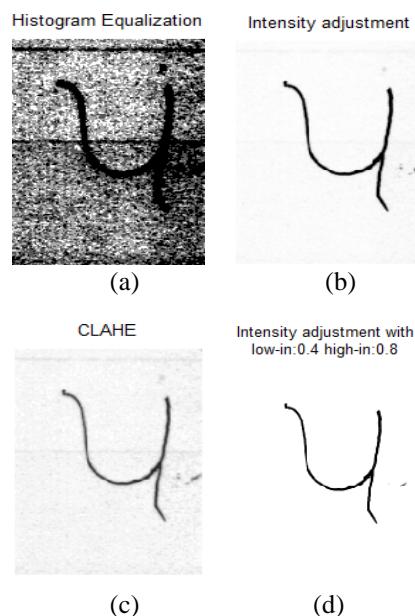 Histogram Equalization
Intensity adjustment
(a)
(b)
CLAHE
Intensity adjustment with
low-in:0.4 high-in:0.8
(c)
(d)